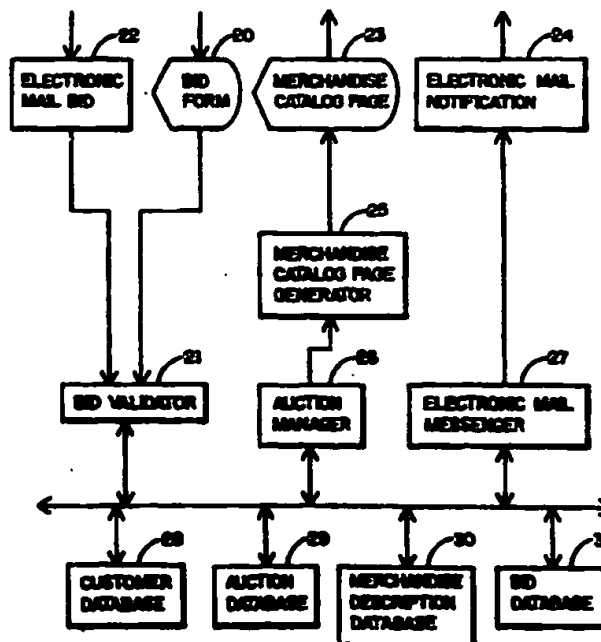 22
20
23
24
ELECTRONIC
MAIL BID
BID
FORM
MERCHANDISE
CATALOG PAGE
ELECTRONIC MAIL
NOTIFICATION
25
MERCHANDISE
CATALOG PAGE
GENERATOR
21
26
27
BID VALIDATOR
AUCTION
MANAGER
ELECTRONIC MAIL
MESSENGER
28
29
30
3
CUSTOMER
DATABASE
AUCTION
DATABASE
MERCHANDISE
DESCRIPTION
DATABASE
BID
DATABASE